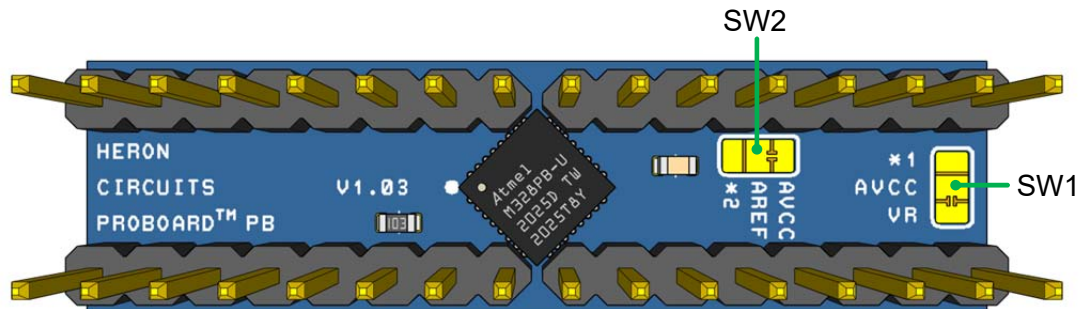 SW2
SW1
HERON
CIRCUITS
PROBOARD™ PB
V1.03
103
Atmel
M328PB-U
2025D TW
2025T8Y
AVCC
AREF
*2
*1
AVCC
VR